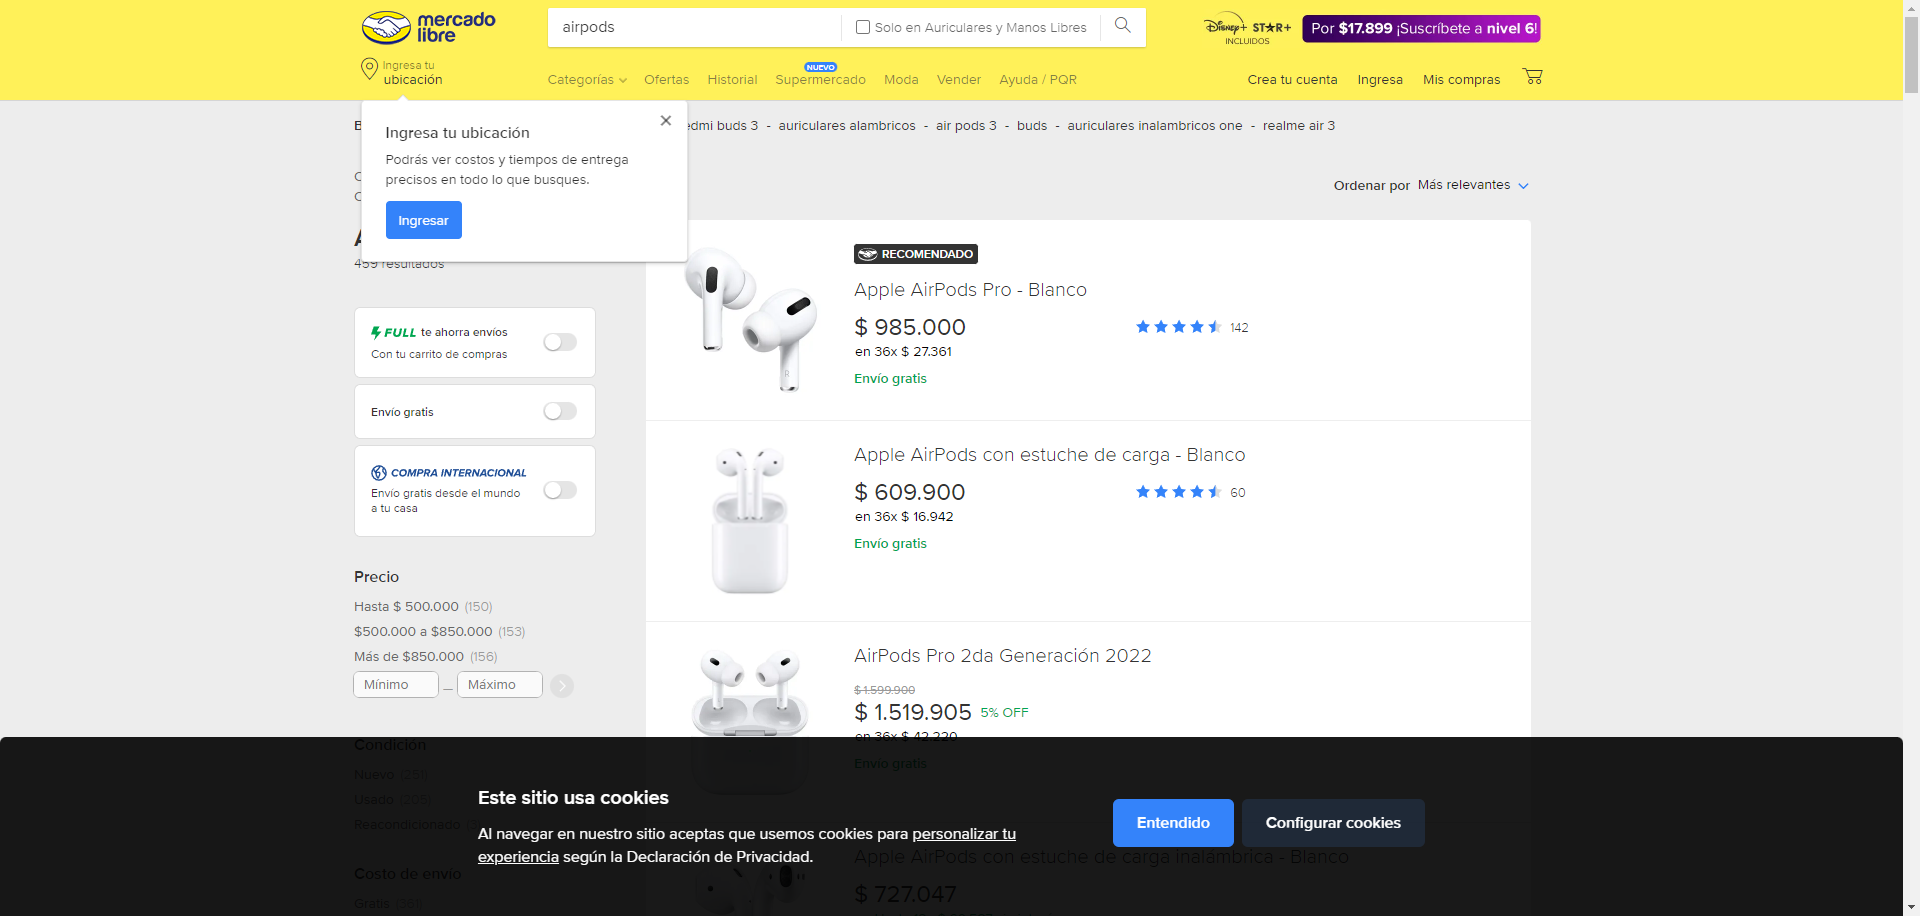 mercado
libre
airpods
Solo en Auriculares y Manos Libres
Disney+ STAR+
INCLUIDOS
Por $17.899 ¡Suscríbete a nivel 6!
Ingresa tu
ubicación
Categorías
Ofertas
Historial
NUEVO
Supermercado
Moda
Vender
Ayuda / PQR
Crea tu cuenta
Ingresa
Mis compras
Ingresa tu ubicación
Podrás ver costos y tiempos de entrega
precisos en todo lo que busques.
Ingresar
buds 3 - auriculares alambricos - air pods 3 - buds - auriculares inalambricos one - realme air 3
Ordenar por Más relevantes
459 resultados
FULL te ahorra envíos
Con tu carrito de compras
Envío gratis
COMPRA INTERNACIONAL
Envío gratis desde el mundo
a tu casa
Precio
Hasta $ 500.000 (150)
$500.000 a $850.000 (153)
Más de $850.000 (156)
Mínimo — Máximo
Condición
Nuevo
Usado
Reacondicionado
Costo de envío
Gratis
RECOMENDADO
Apple AirPods Pro - Blanco
$ 985.000
142
en 36x $ 27.361
Envío gratis
Apple AirPods con estuche de carga - Blanco
$ 609.900
60
en 36x $ 16.942
Envío gratis
AirPods Pro 2da Generación 2022
$ 1.599.900
$ 1.519.905 5% OFF
en 36x $ 42.220
Envío gratis
Apple AirPods con estuche de carga Inalámbrica - Blanco
$ 727.047
Este sitio usa cookies
Al navegar en nuestro sitio aceptas que usemos cookies para personalizar tu
experiencia según la Declaración de Privacidad.
Entendido
Configurar cookies